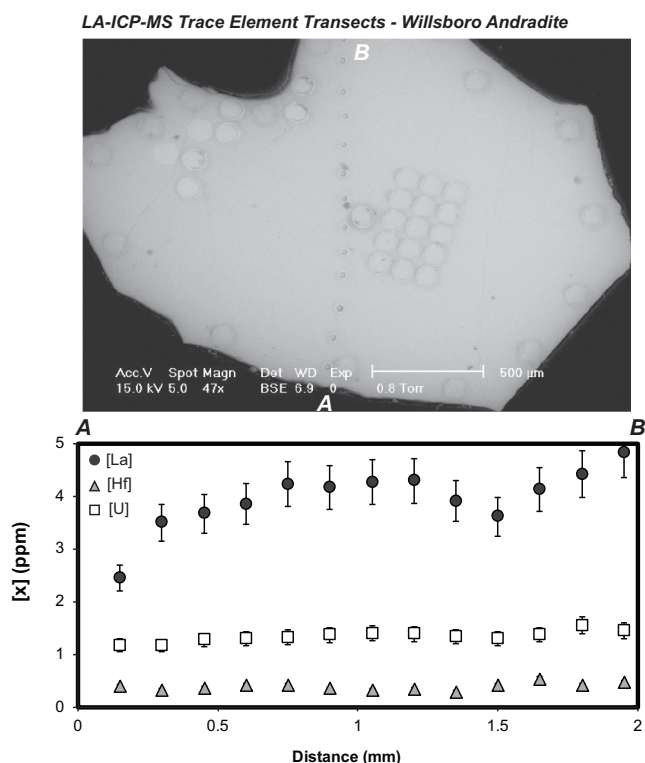 LA-ICP-MS Trace Element Transects - Willsboro Andradite
B
Acc.V Spot Magn Det WD Exp 500 µm
15.0 kV 5.0 47x BSE 6.9 0 0.8 Torr
A
A B
5
4
3
2
1
0
[x] (ppm)
[La]
[Hf]
[U]
0 0.5 1 1.5 2
Distance (mm)